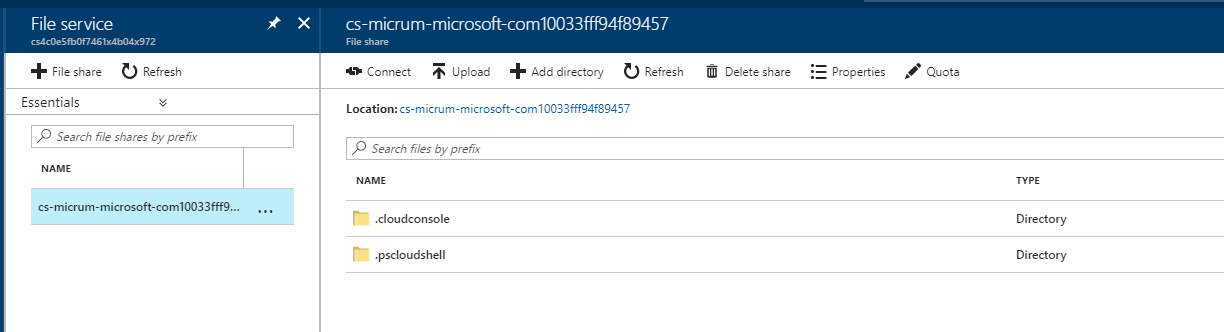 File service
cs4c0e5fb0f7461x4b04x972
File share
Refresh
Essentials
Search file shares by prefix
NAME
cs-micrum-microsoft-com10033fff9... ...
cs-micrum-microsoft-com10033fff94f89457
File share
Connect Upload Add directory Refresh Delete share Properties Quota
Location: cs-micrum-microsoft-com10033fff94f89457
Search files by prefix
NAME TYPE
.cloudconsole Directory
.pscloudshell Directory